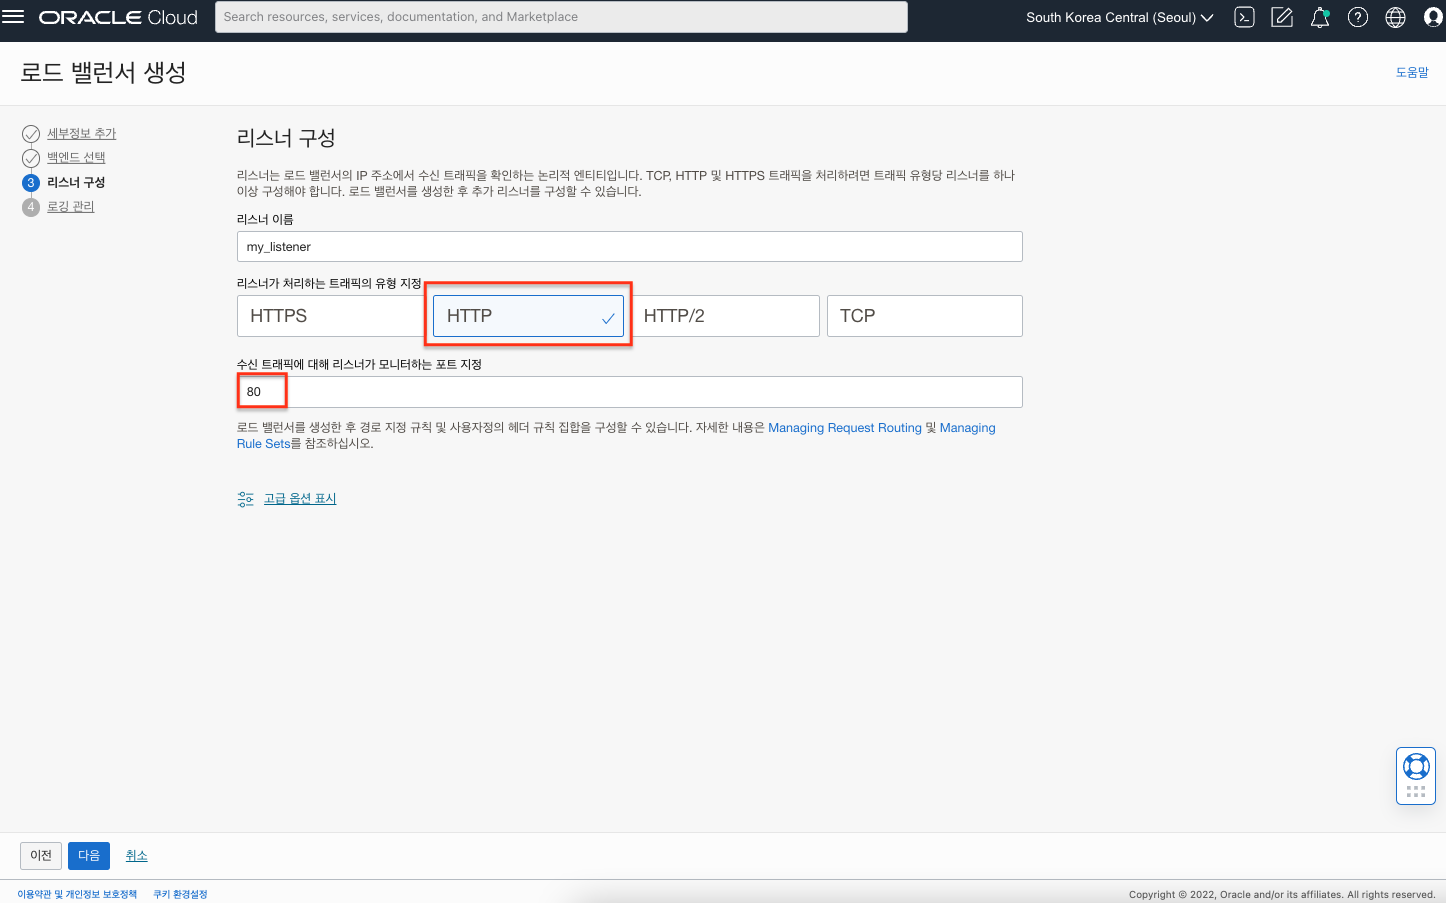 ORACLE Cloud
Search resources, services, documentation, and Marketplace
South Korea Central (Seoul)
로드 밸런서 생성
도움말
세부정보 추가
백엔드 선택
3 리스너 구성
4 로깅 관리
리스너 구성
리스너는 로드 밸런서의 IP 주소에서 수신 트래픽을 확인하는 논리적 엔티티입니다. TCP, HTTP 및 HTTPS 트래픽을 처리하려면 트래픽 유형당 리스너를 하나
이상 구성해야 합니다. 로드 밸런서를 생성한 후 추가 리스너를 구성할 수 있습니다.
리스너 이름
my_listener
리스너가 처리하는 트래픽의 유형 지정
HTTPS
HTTP
HTTP/2
TCP
수신 트래픽에 대해 리스너가 모니터하는 포트 지정
80
로드 밸런서를 생성한 후 경로 지정 규칙 및 사용자정의 헤더 규칙 집합을 구성할 수 있습니다. 자세한 내용은 Managing Request Routing 및 Managing
Rule Sets를 참조하십시오.
고급 옵션 표시
이전
다음
취소
이용약관 및 개인정보 보호정책
쿠키 환경설정
Copyright © 2022, Oracle and/or its affiliates. All rights reserved.